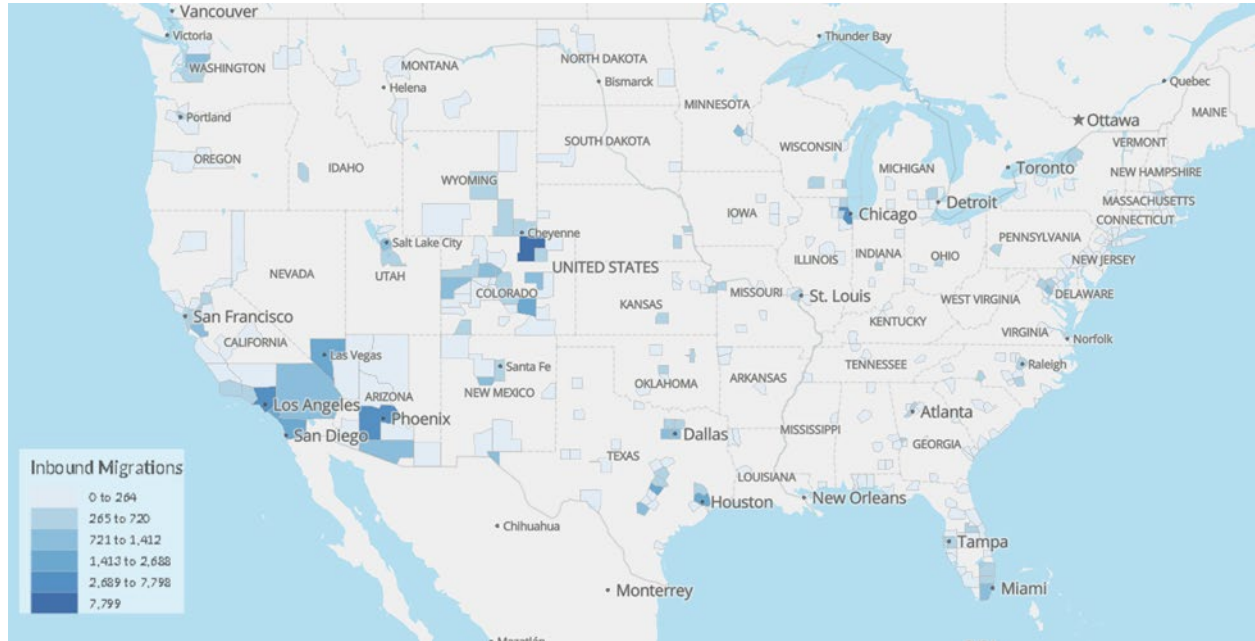 Vancouver
Victoria
WASHINGTON
Portland
OREGON
IDAHO
MONTANA
Helena
NORTH DAKOTA
Bismarck
SOUTH DAKOTA
MINNESOTA
Thunder Bay
WISCONSIN
MICHIGAN
Ottawa
Quebec
MAINE
VERMONT
NEW HAMPSHIRE
Toronto
MASSACHUSETTS
CONNECTICUT
Detroit
Chicago
IOWA
WYOMING
Cheyenne
Salt Lake City
NEVADA
UTAH
COLORADO
UNITED STATES
KANSAS
MISSOURI
St. Louis
ILLINOIS
INDIANA
OHIO
PENNSYLVANIA
NEW JERSEY
DELAWARE
WEST VIRGINIA
VIRGINIA
Norfolk
KENTUCKY
TENNESSEE
Raleigh
San Francisco
CALIFORNIA
Las Vegas
Los Angeles
San Diego
ARIZONA
Phoenix
Santa Fe
NEW MEXICO
OKLAHOMA
ARKANSAS
Dallas
TEXAS
MISSISSIPPI
Atlanta
GEORGIA
LOUISIANA
New Orleans
Houston
Tampa
Miami
Chihuahua
Monterrey
Inbound Migrations
0 to 264
265 to 720
721 to 1,412
1,413 to 2,688
2,689 to 7,798
7,799